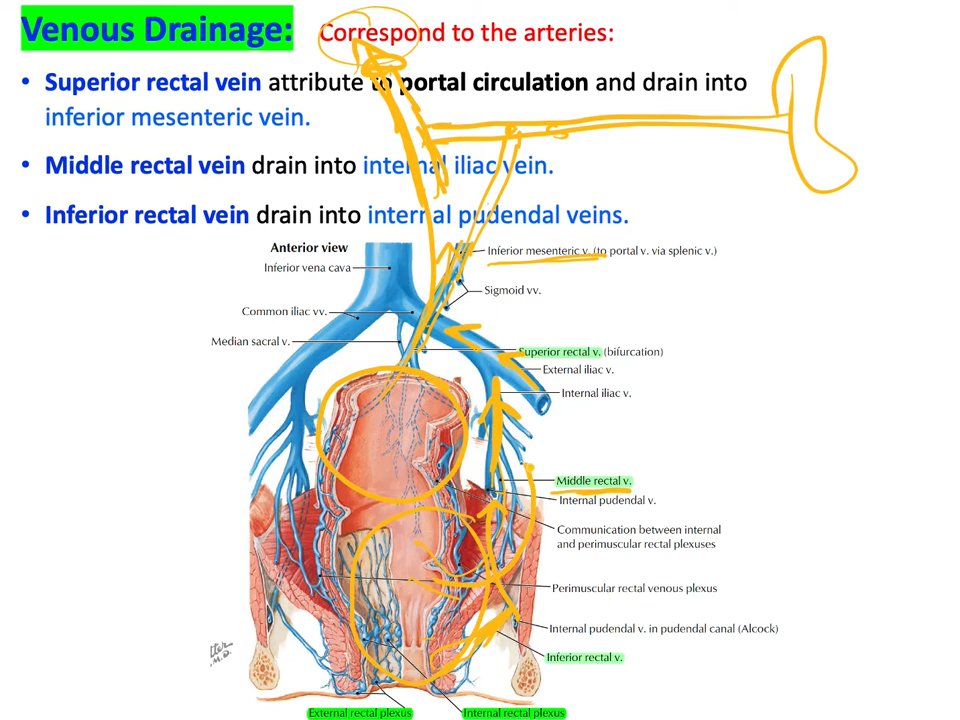 Venous Drainage: Correspond to the arteries:
• Superior rectal vein attribute to portal circulation and drain into
inferior mesenteric vein.
• Middle rectal vein drain into internal iliac vein.
• Inferior rectal vein drain into internal pudendal veins.
Anterior view
Inferior mesenteric v. (to portal v. via splenic v.)
Inferior vena cava
Sigmoid vv.
Common iliac vv.
Median sacral v.
Superior rectal v. (bifurcation)
External iliac v.
Internal iliac v.
Middle rectal v.
Internal pudendal v.
Communication between internal
and perimuscular rectal plexuses
Perimuscular rectal venous plexus
Internal pudendal v. in pudendal canal (Alcock)
Inferior rectal v.
External rectal plexus
Internal rectal plexus